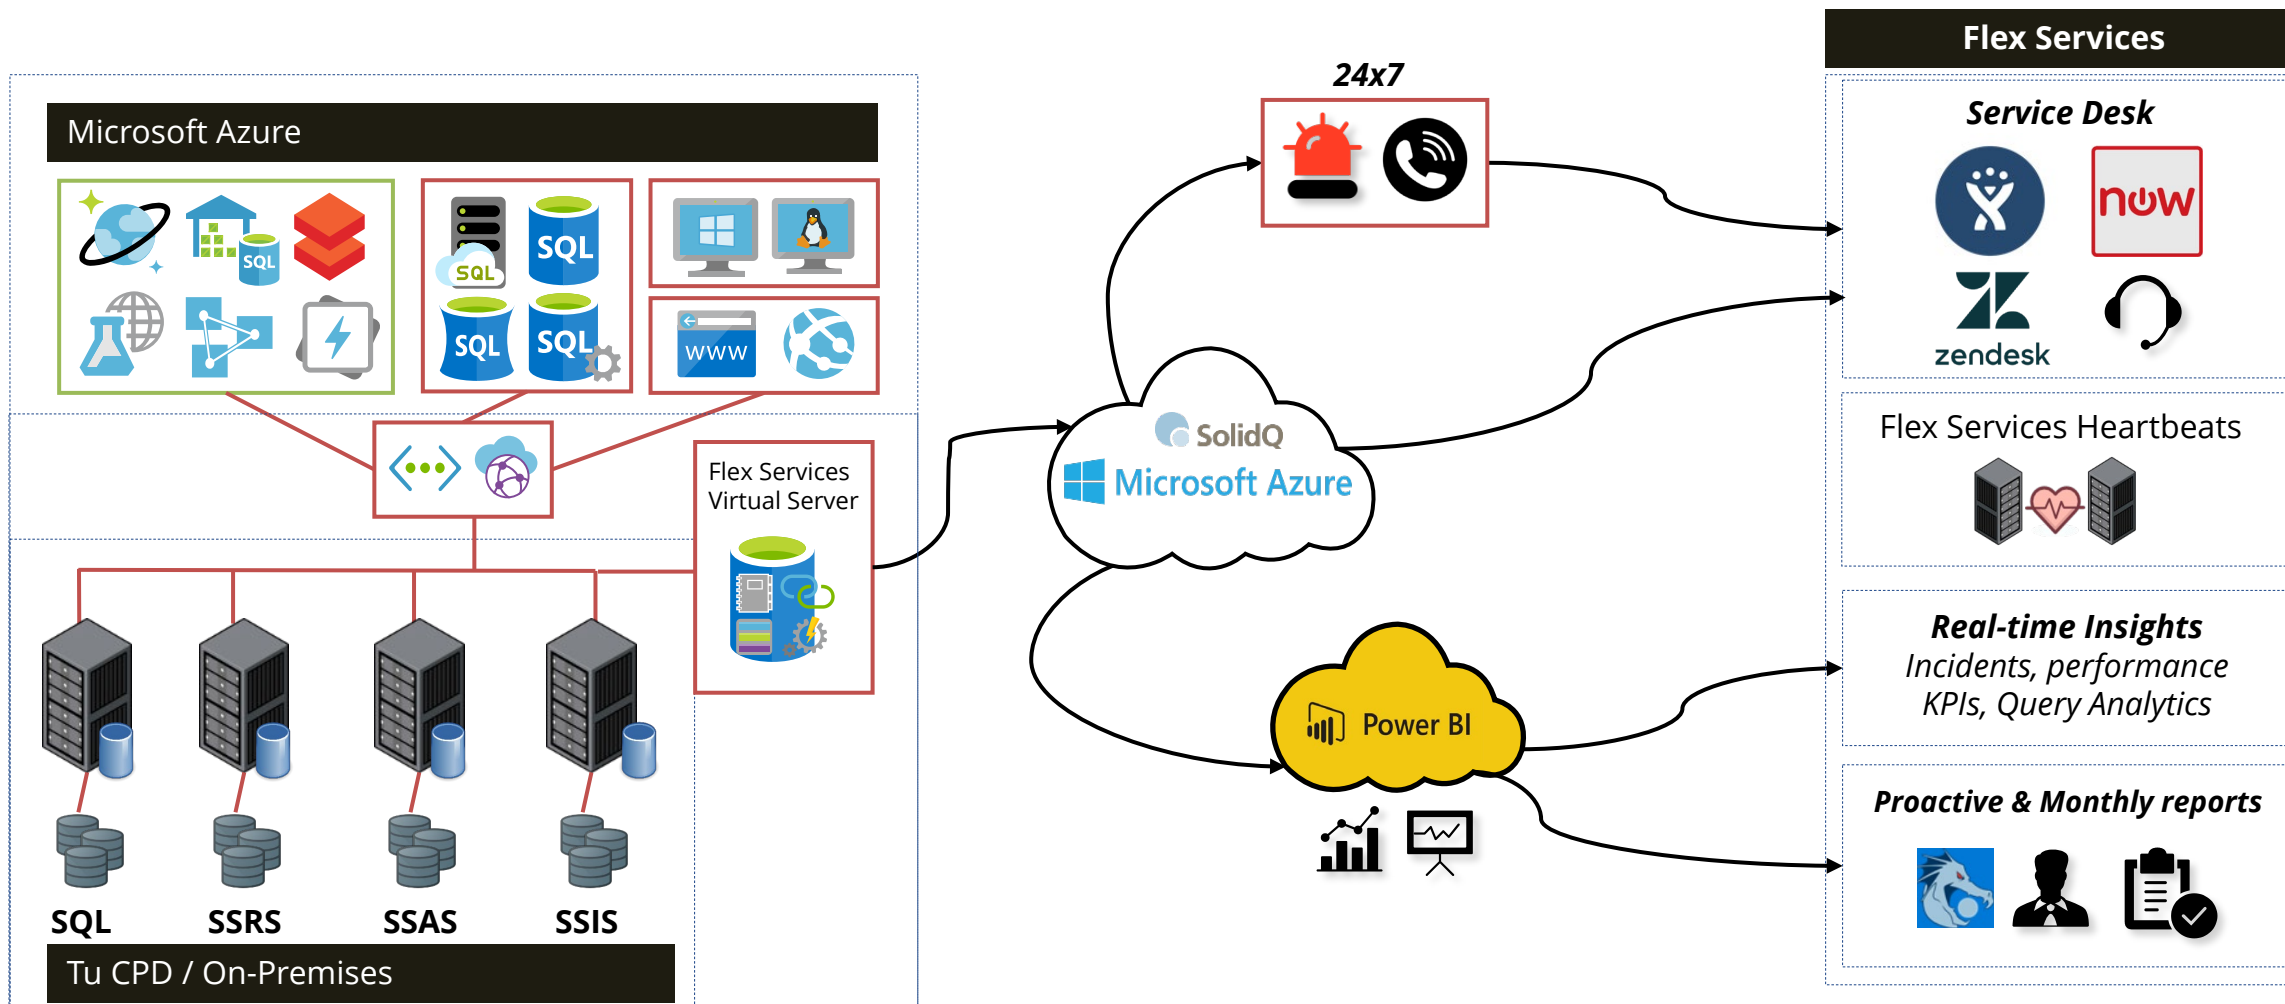 Microsoft Azure
SQL
SQL
SQL
SQL
SQL
www
Flex Services
Virtual Server
SQL
SSRS
SSAS
SSIS
Tu CPD / On-Premises
24x7
SolidQ
Microsoft Azure
Power BI
Flex Services
Service Desk
now
zendesk
Flex Services Heartbeats
Real-time Insights
Incidents, performance
KPIs, Query Analytics
Proactive & Monthly reports